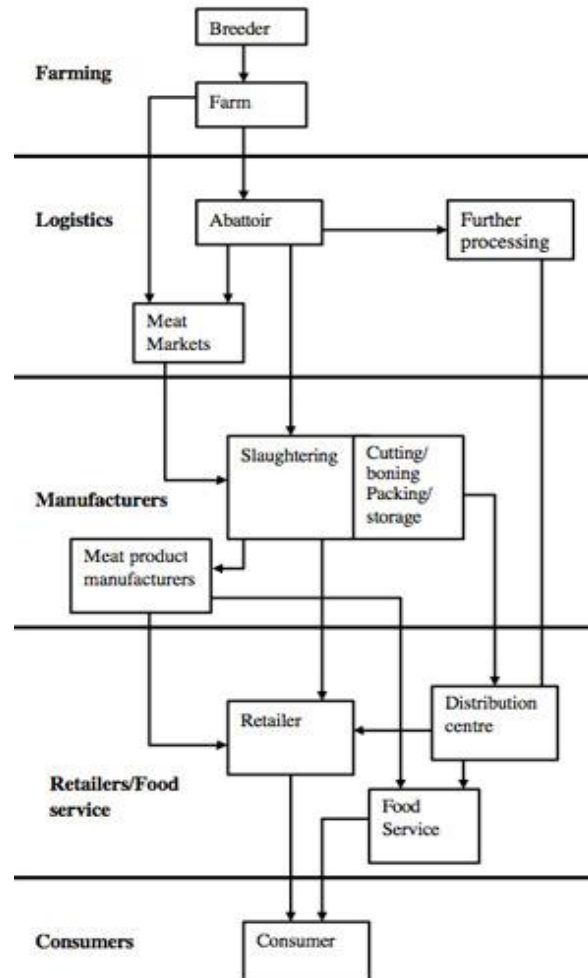 Breeder
Farming
Farm
Logistics
Abattoir
Further
processing
Meat
Markets
Slaughtering
Cutting/
boning
Packing/
storage
Manufacturers
Meat product
manufacturers
Retailer
Distribution
centre
Retailers/Food
service
Food
Service
Consumers
Consumer